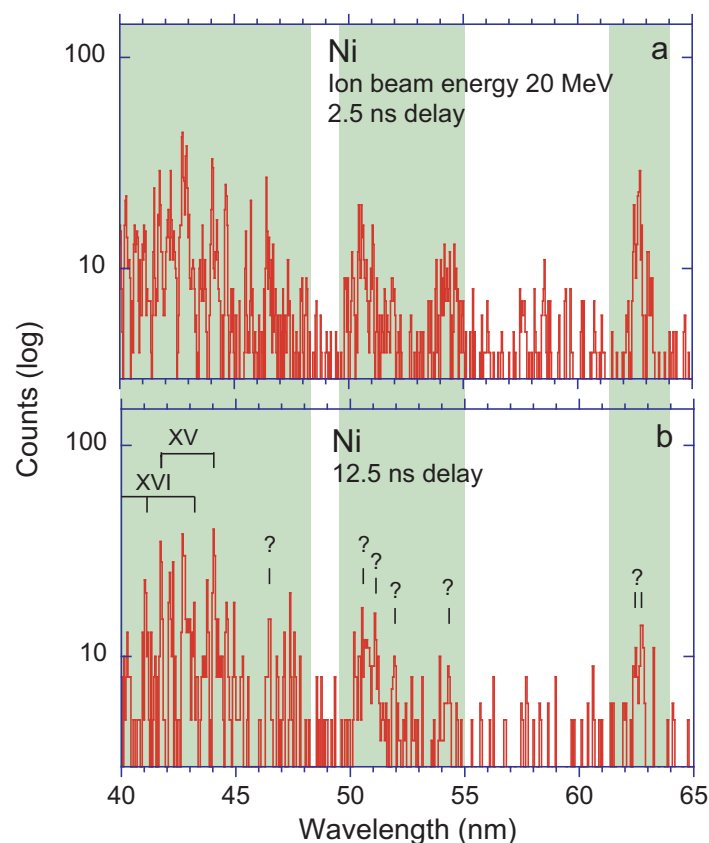 100
Ni
a
Ion beam energy 20 MeV
2.5 ns delay
10
Counts (log)
100
XV
Ni
b
12.5 ns delay
XVI
? ? ? ? ? ?
10
40 45 50 55 60 65
Wavelength (nm)